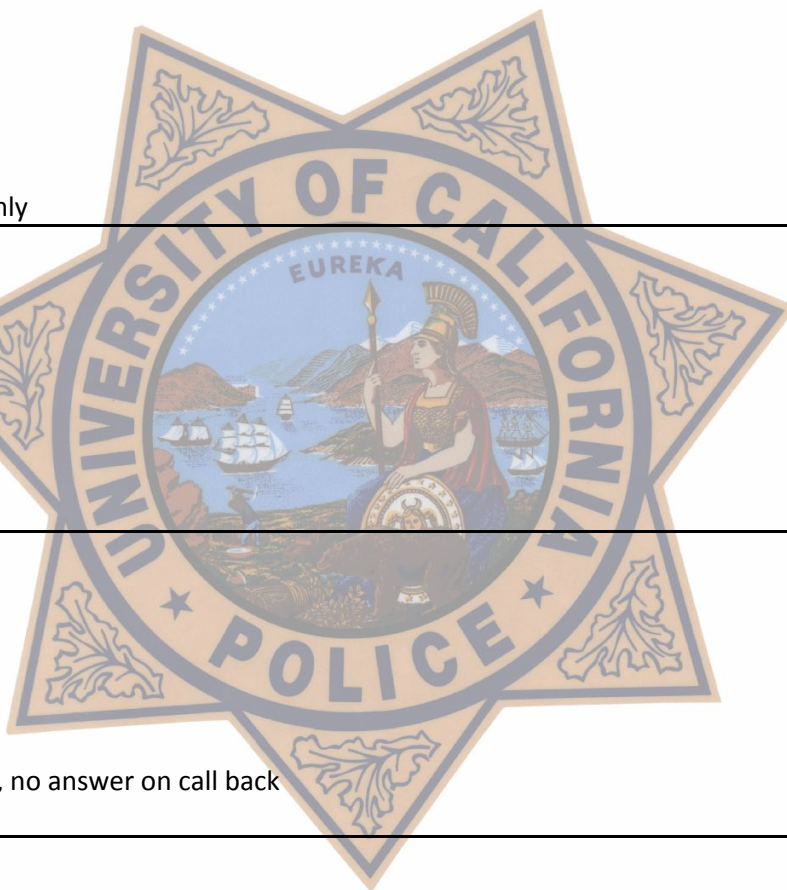 nly
UNIVERSITY OF CALIFORNIA
EUREKA
POLICE
, no answer on call back